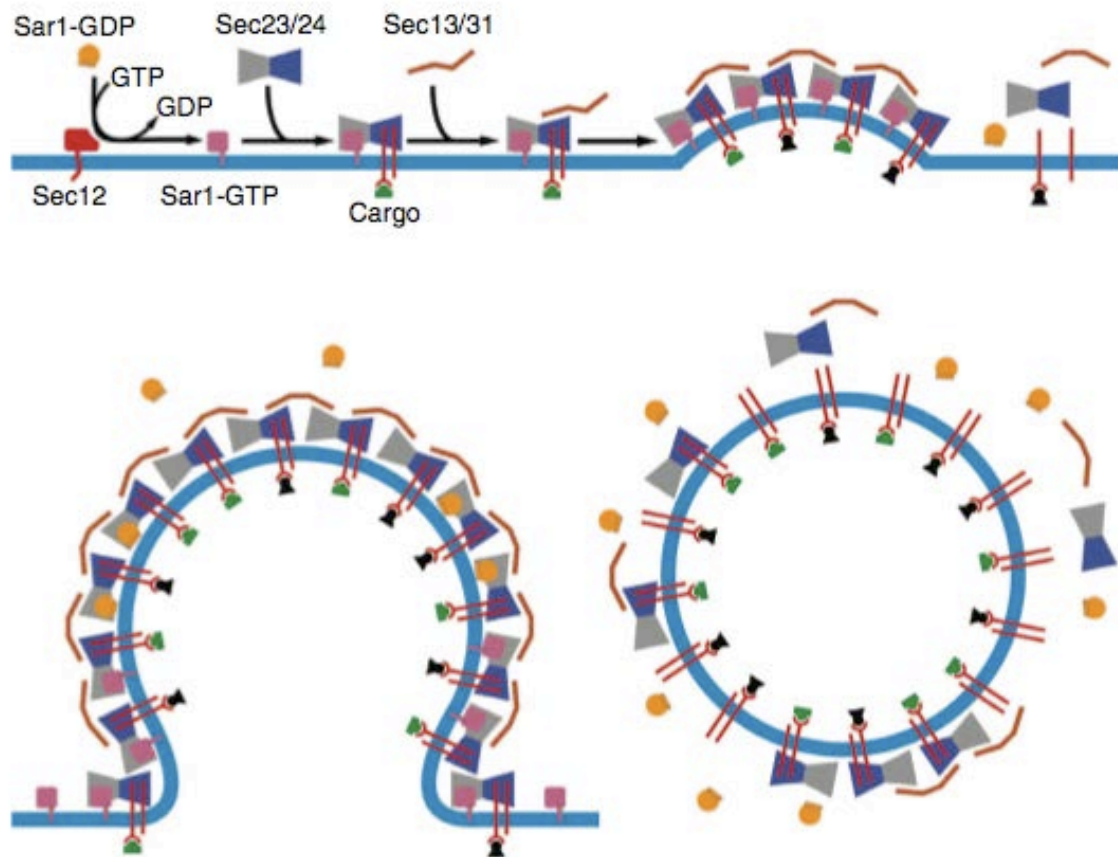 Sar1-GDP
Sec23/24
Sec13/31
GTP
GDP
Sec12
Sar1-GTP
Cargo